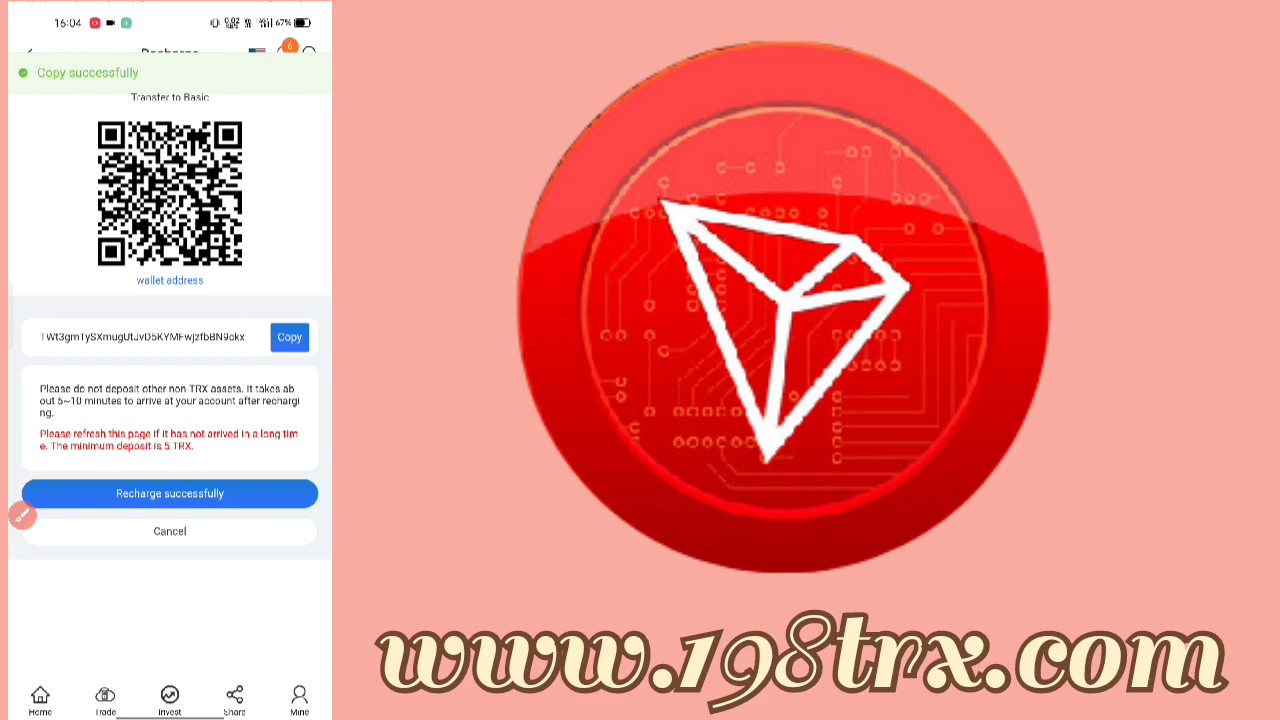 16:04
67%
Copy successfully
Transfer to Basic
wallet address
Copy
Please do not deposit other non-TRX assets. It takes ab
out 5~10 minutes to arrive at your account after rechargi
ng.
Please refresh this page if it has not arrived in a long tim
e. The minimum deposit is 5 TRX.
Recharge successfully
Cancel
Home Trade Invest Share Mine
www.198trx.com